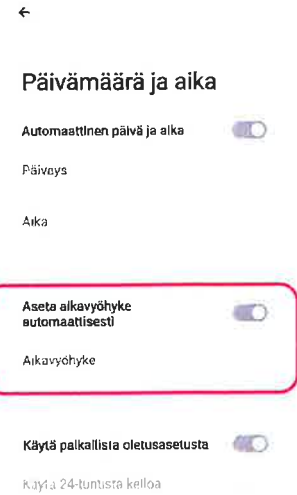 Päivämäärä ja aika
Automaattinen päivä ja aika
Päiväys
Aika
Aseta aikavyöhyke
automaattisesti
Aikavyöhyke
Käytä paikallista oletusasetusta
Käytä 24-tuntista kelloa